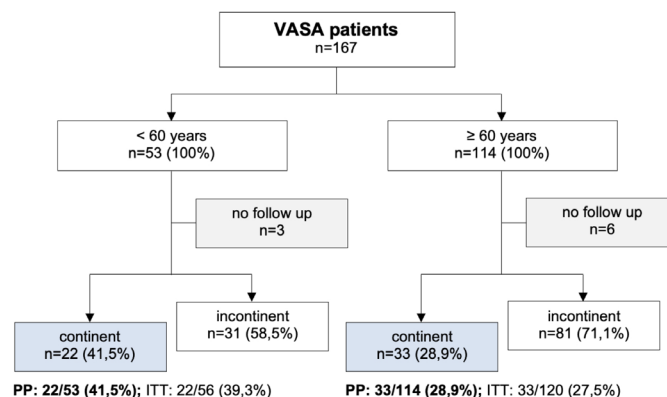 VASA patients
n=167
< 60 years
n=53 (100%)
≥ 60 years
n=114 (100%)
no follow up
n=3
no follow up
n=6
continent
n=22 (41,5%)
incontinent
n=31 (58,5%)
continent
n=33 (28,9%)
incontinent
n=81 (71,1%)
PP: 22/53 (41,5%); ITT: 22/56 (39,3%)
PP: 33/114 (28,9%); ITT: 33/120 (27,5%)